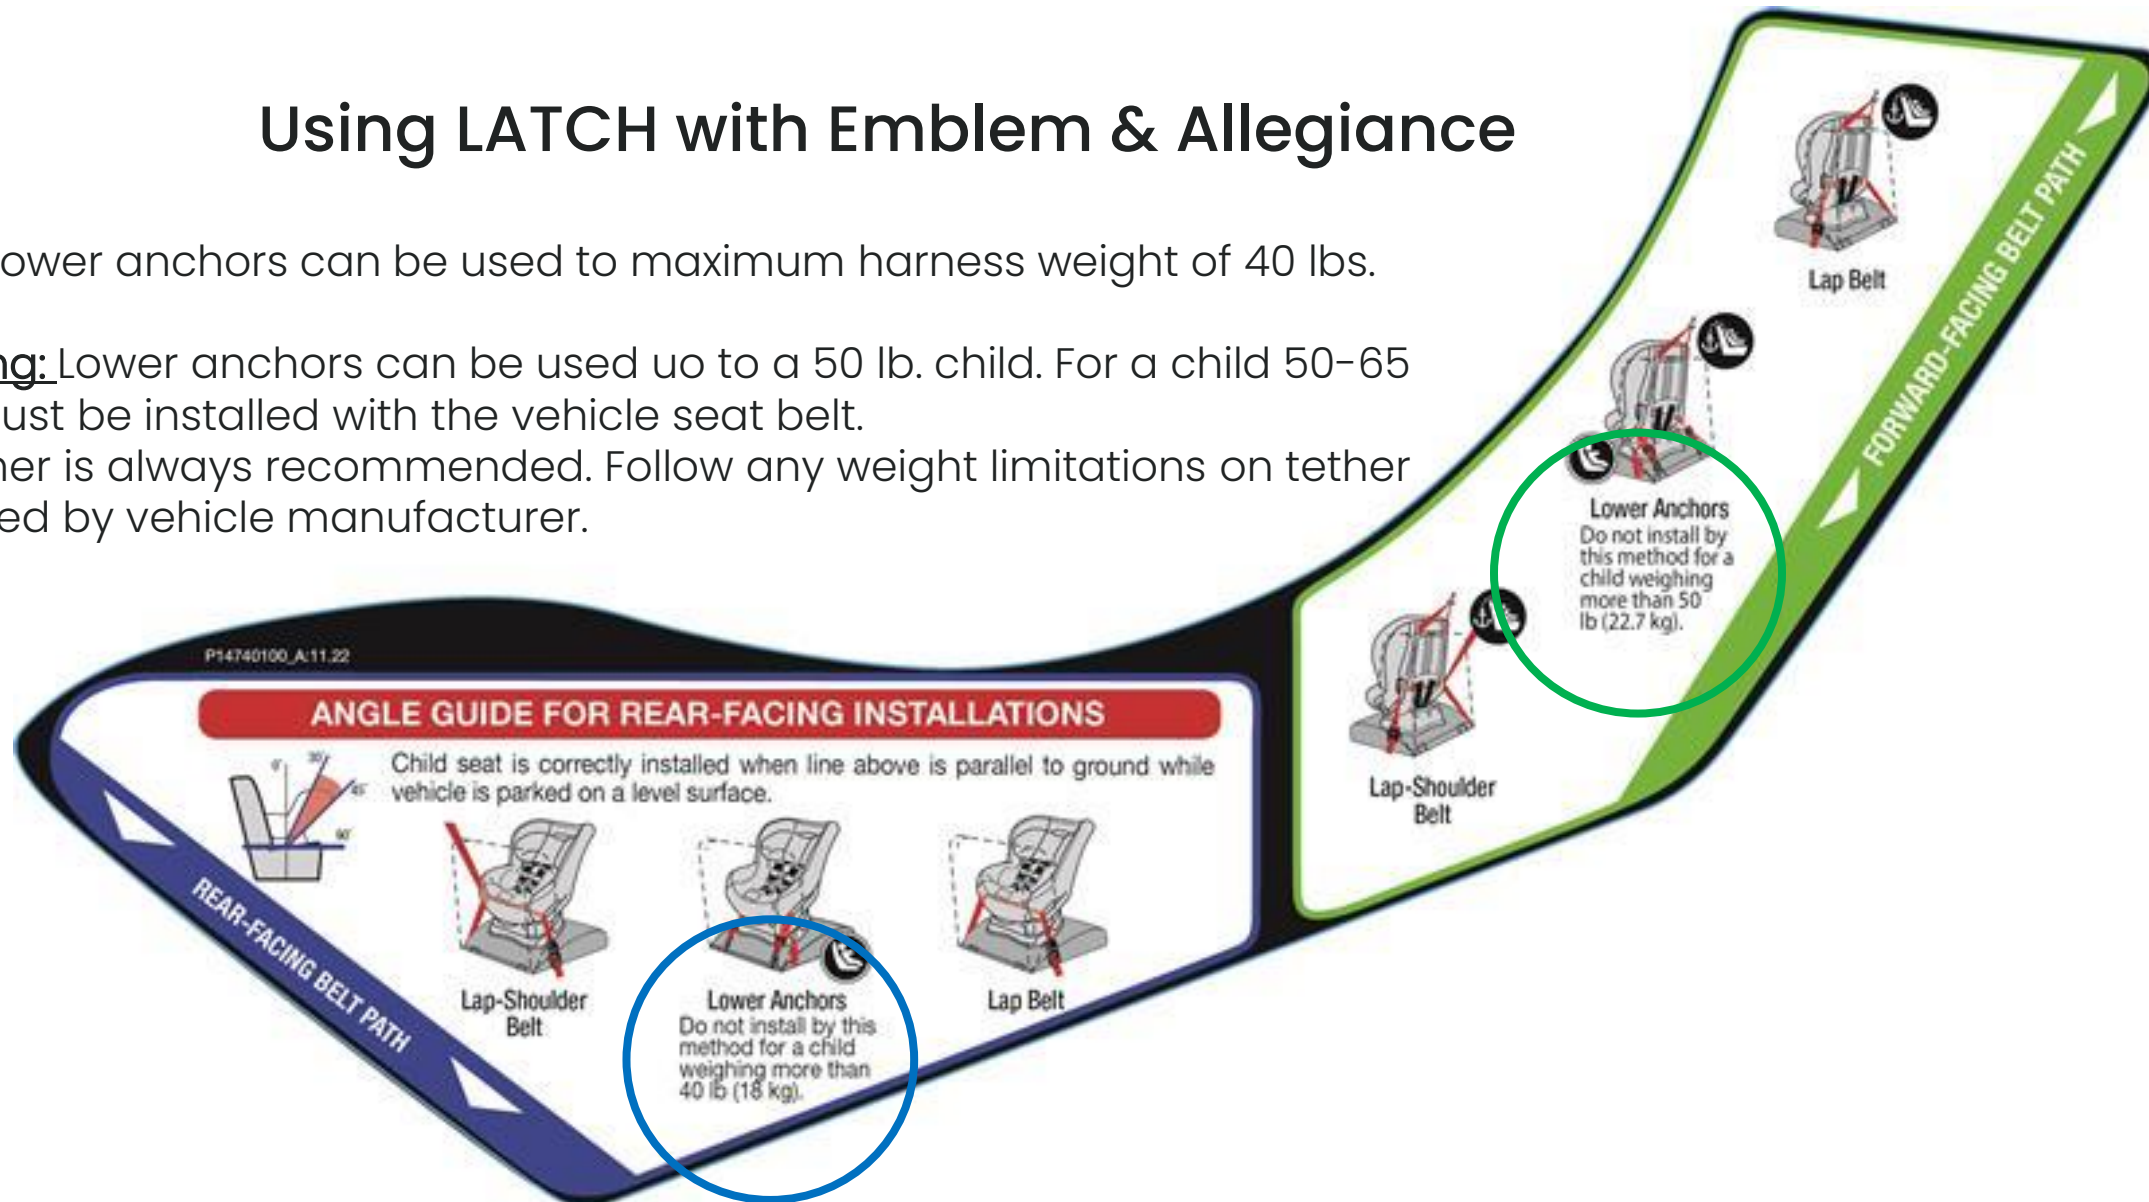 Using LATCH with Emblem & Allegiance
ower anchors can be used to maximum harness weight of 40 lbs.
ng: Lower anchors can be used uo to a 50 lb. child. For a child 50-65
ust be installed with the vehicle seat belt.
her is always recommended. Follow any weight limitations on tether
ed by vehicle manufacturer.
Lap Belt
FORWARD-FACING BELT PATH
Lower Anchors
Do not install by
this method for a
child weighing
more than 50
lb (22.7 kg).
Lap-Shoulder
Belt
P14740100_A:11.22
ANGLE GUIDE FOR REAR-FACING INSTALLATIONS
Child seat is correctly installed when line above is parallel to ground while
vehicle is parked on a level surface.
0°
30°
45°
90°
REAR-FACING BELT PATH
Lap-Shoulder
Belt
Lower Anchors
Do not install by this
method for a child
weighing more than
40 lb (18 kg).
Lap Belt